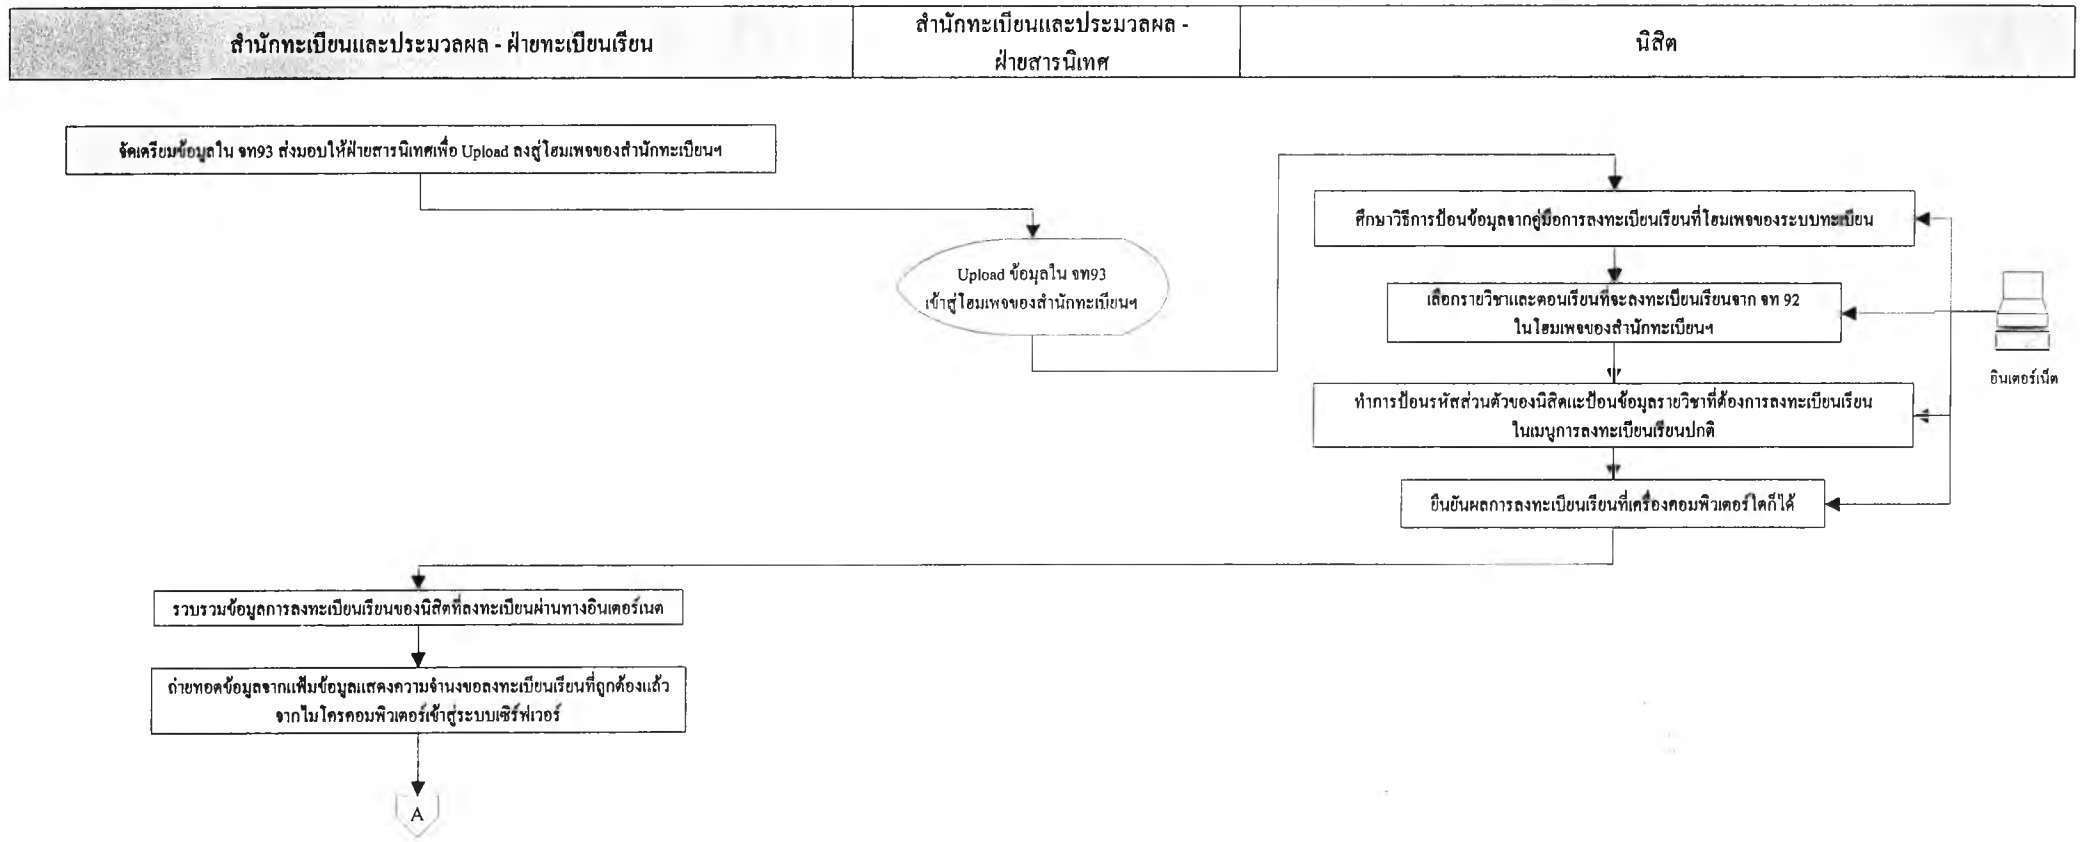 สำนักทะเบียนและประมวลผล - ฝ่ายทะเบียนเรียน
สำนักทะเบียนและประมวลผล -
ฝ่ายสารนิเทศ
นิสิต
จัดเตรียมข้อมูลใน จท93 ส่งมอบให้ฝ่ายสารนิเทศเพื่อ Upload ลงสู่โฮมเพจของสำนักทะเบียนฯ
Upload ข้อมูลใน จท93
เข้าสู่โฮมเพจของสำนักทะเบียนฯ
ศึกษาวิธีการป้อนข้อมูลจากคู่มือการลงทะเบียนเรียนที่โฮมเพจของระบบทะเบียน
เลือกรายวิชาและตอนเรียนที่จะลงทะเบียนเรียนจาก จท 92
ในโฮมเพจของสำนักทะเบียนฯ
อินเตอร์เน็ต
ทำการป้อนรหัสส่วนตัวของนิสิตและป้อนข้อมูลรายวิชาที่ต้องการลงทะเบียนเรียน
ในเมนูการลงทะเบียนเรียนปกติ
ยืนยันผลการลงทะเบียนเรียนที่เครื่องคอมพิวเตอร์ใดก็ได้
รวบรวมข้อมูลการลงทะเบียนเรียนของนิสิตที่ลงทะเบียนผ่านทางอินเตอร์เนต
ถ่ายทอดข้อมูลจากแฟ้มข้อมูลแสดงความจำนงขอลงทะเบียนเรียนที่ถูกต้องแล้ว
จากไมโครคอมพิวเตอร์เข้าสู่ระบบเซิร์ฟเวอร์
A